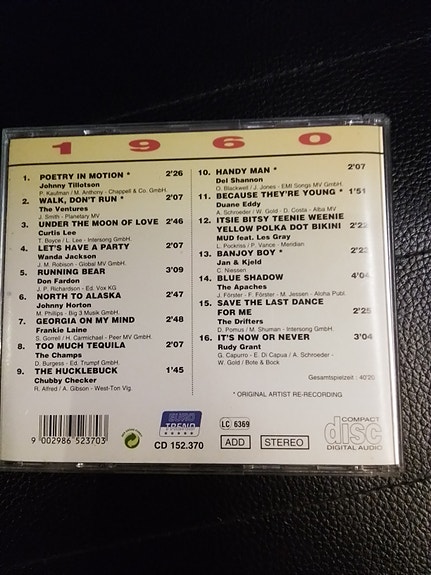 1960
1. POETRY IN MOTION * 2'26
Johnny Tillotson
P. Kaufman / M. Anthony - Chappell & Co. GmbH.
2. WALK, DON'T RUN * 2'07
The Ventures
J. Smith - Planetary MV
3. UNDER THE MOON OF LOVE 2'46
Curtis Lee
T. Boyce / L. Lee - Intersong GmbH.
4. LET'S HAVE A PARTY 2'07
Wanda Jackson
J. M. Robison - Global MV GmbH.
5. RUNNING BEAR 3'09
Don Fardon
J. P. Richardson - Ed. Vox KG
6. NORTH TO ALASKA 2'47
Johnny Horton
M. Phillips - Big 3 Musik GmbH.
7. GEORGIA ON MY MIND 2'48
Frankie Laine
S. Gorrell / H. Carmichael - Peer MV GmbH.
8. TOO MUCH TEQUILA 2'07
The Champs
D. Burgess - Ed. Trumpf GmbH.
9. THE HUCKLEBUCK 1'45
Chubby Checker
R. Alfred / A. Gibson - West-Ton Vlg.
10. HANDY MAN * 2'07
Del Shannon
O. Blackwell / J. Jones - EMI Songs MV GmbH.
11. BECAUSE THEY'RE YOUNG * 1'51
Duane Eddy
A. Schroeder / W. Gold - D. Costa - Alba MV
12. ITSIE BITSY TEENIE WEENIE
YELLOW POLKA DOT BIKINI 2'22
MUD feat. Les Gray
L. Pockriss / P. Vance - Meridian
13. BANJOY BOY * 2'23
Jan & Kjeld
C. Niessen
14. BLUE SHADOW 4'04
The Apaches
J. Förster / F. Förster / M. Jessen - Aloha Publ.
15. SAVE THE LAST DANCE
FOR ME 2'25
The Drifters
D. Pomus / M. Shuman - Intersong GmbH.
16. IT'S NOW OR NEVER 3'04
Rudy Grant
G. Capurro / E. Di Capua / A. Schroeder -
W. Gold / Bote & Bock
Gesamtspielzeit : 40'20
* ORIGINAL ARTIST RE-RECORDING
9 002986 523703
EURO
TREND
CD 152.370
LC 6369
ADD
STEREO
COMPACT
disc
DIGITAL AUDIO